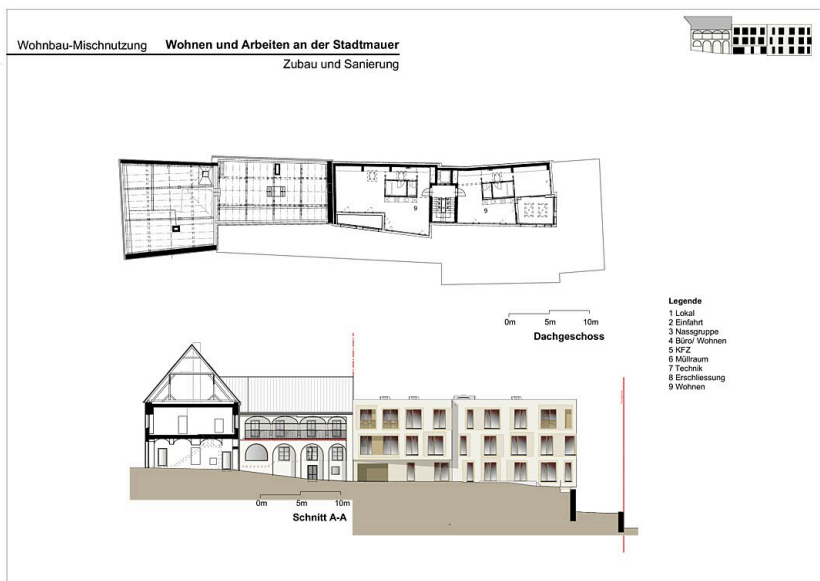 Wohnbau-Mischnutzung Wohnen und Arbeiten an der Stadtmauer
Zubau und Sanierung
9
9
0m 5m 10m
Dachgeschoss
Legende
1 Lokal
2 Einfahrt
3 Nassgruppe
4 Büro/ Wohnen
5 KFZ
6 Müllraum
7 Technik
8 Erschliessung
9 Wohnen
0m 5m 10m
Schnitt A-A